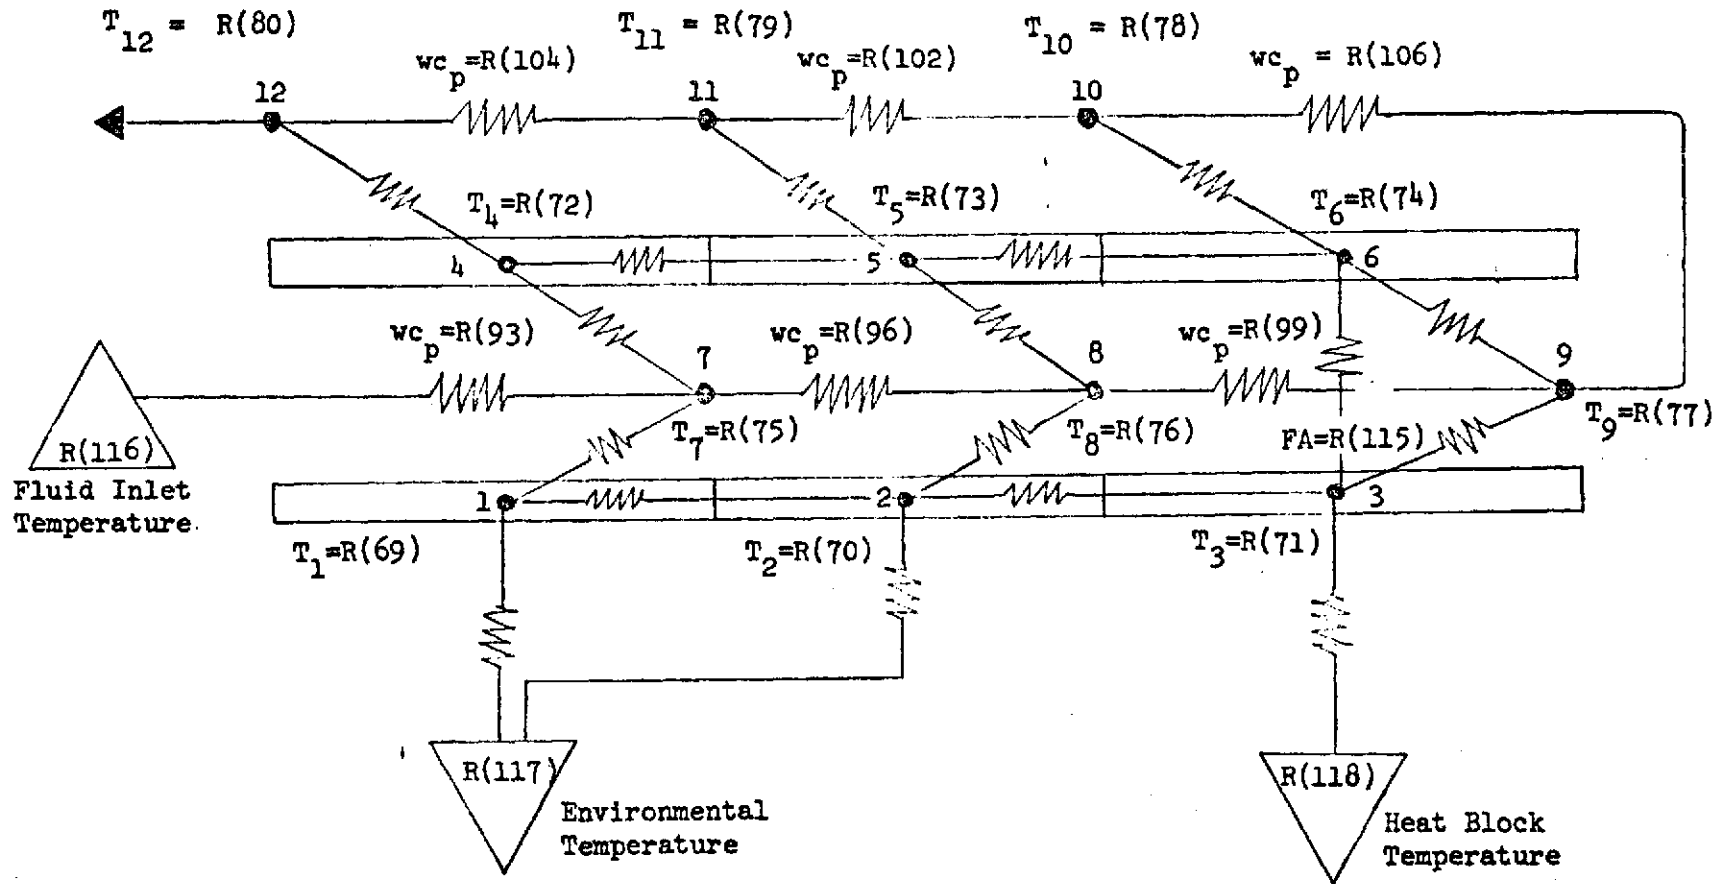 T12 = R(80)
T11 = R(79)
T10 = R(78)
wcp=R(104)
wcp=R(102)
wcp = R(106)
12
11
10
T4=R(72)
T5=R(73)
T6=R(74)
4
5
6
wcp=R(93)
wcp=R(96)
wcp=R(99)
7
8
9
R(116)
T7=R(75)
T8=R(76)
FA=R(115)
T9=R(77)
Fluid Inlet
Temperature
1
2
3
T1=R(69)
T2=R(70)
T3=R(71)
R(117)
R(118)
Environmental
Temperature
Heat Block
Temperature